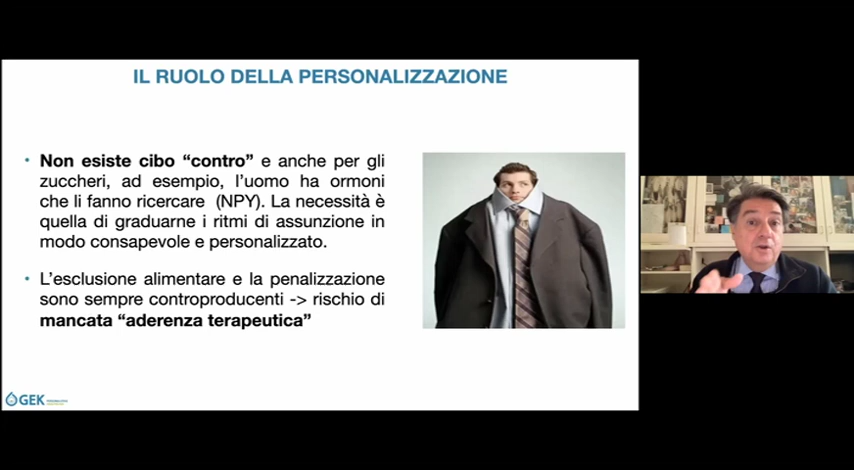 IL RUOLO DELLA PERSONALIZZAZIONE
• Non esiste cibo “contro” e anche per gli
zuccheri, ad esempio, l’uomo ha ormoni
che li fanno ricercare (NPY). La necessità è
quella di graduarne i ritmi di assunzione in
modo consapevole e personalizzato.
• L’esclusione alimentare e la penalizzazione
sono sempre controproducenti -> rischio di
mancata “aderenza terapeutica”
GEK